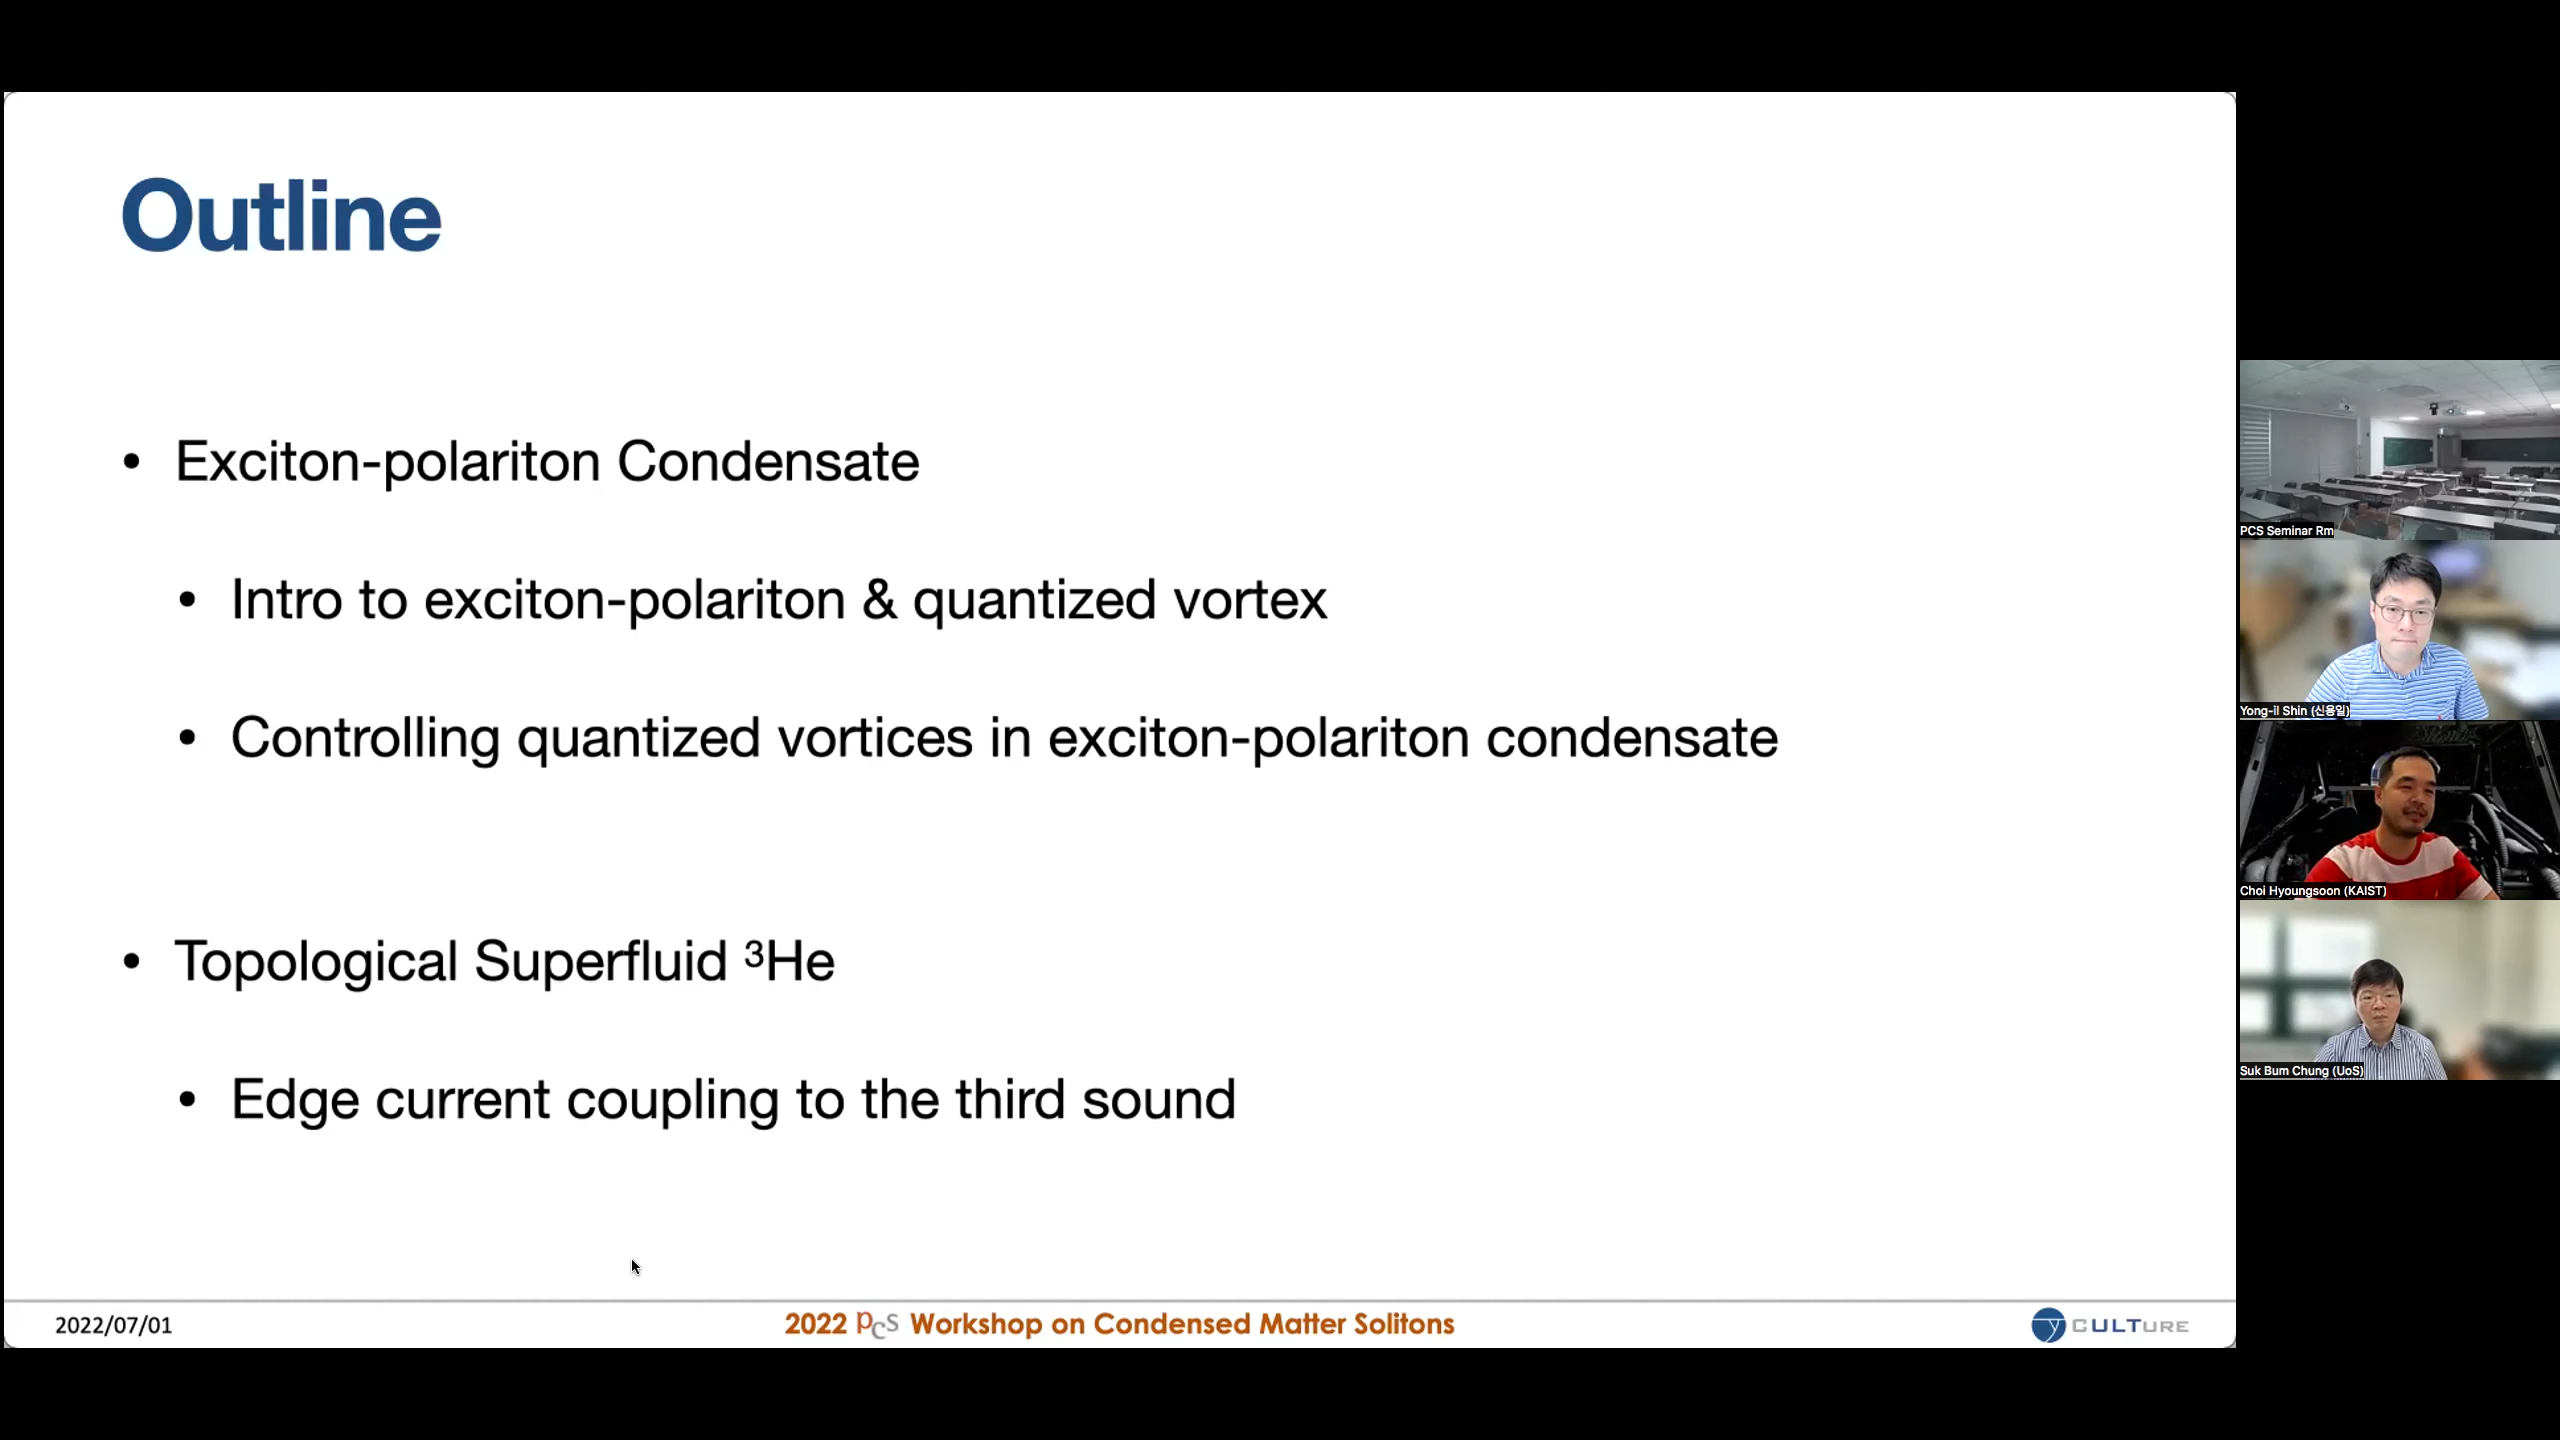 Outline
• Exciton-polariton Condensate
• Intro to exciton-polariton & quantized vortex
• Controlling quantized vortices in exciton-polariton condensate
• Topological Superfluid ³He
• Edge current coupling to the third sound
2022/07/01
2022 PCS Workshop on Condensed Matter Solitons
CULTURE
PCS Seminar Rm
Yong-il Shin (신용일)
Choi Hyoungsoon (KAIST)
Suk Bum Chung (UoS)